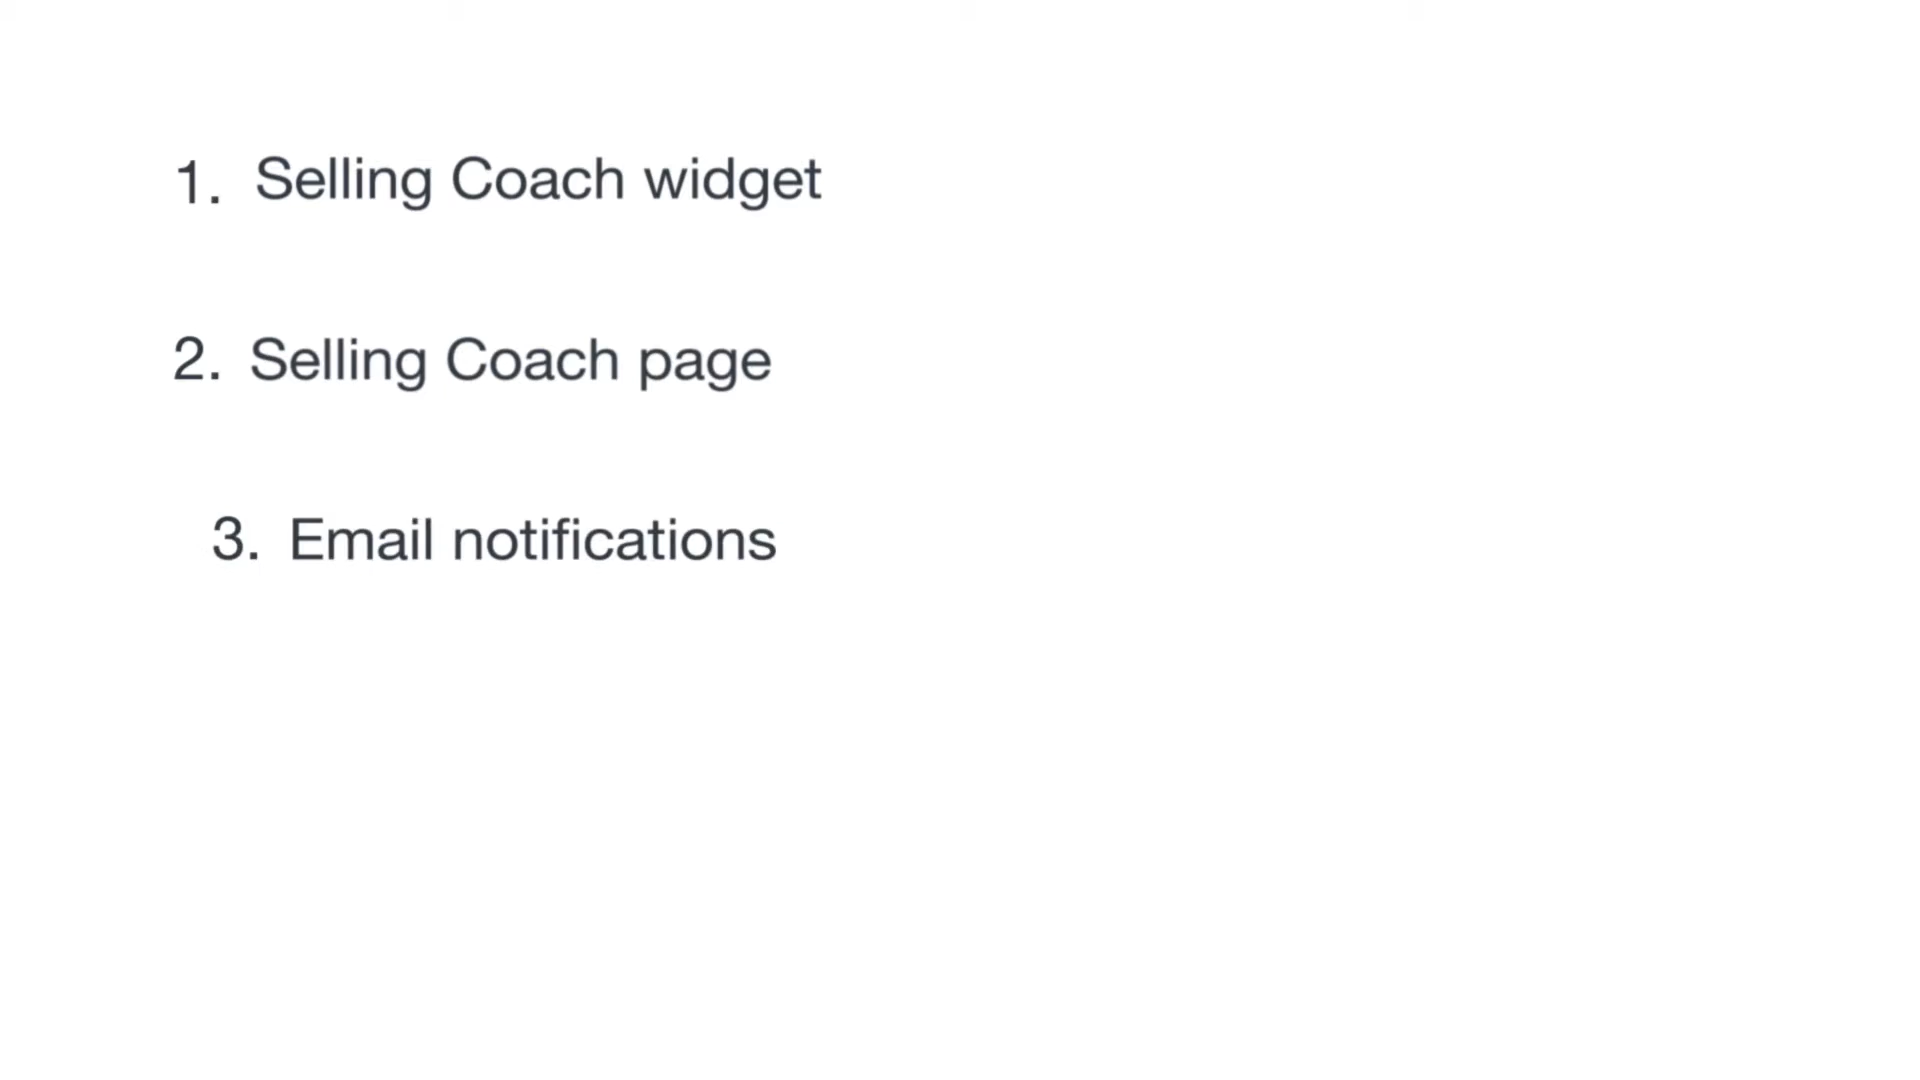 1. Selling Coach widget
2. Selling Coach page
3. Email notifications